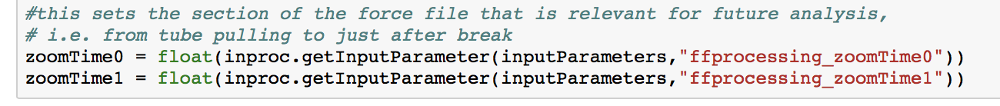 #this sets the section of the force file that is relevant for future analysis,
# i.e. from tube pulling to just after break
zoomTime0 = float(inproc.getInputParameter(inputParameters,"ffprocessing_zoomTime0"))
zoomTime1 = float(inproc.getInputParameter(inputParameters,"ffprocessing_zoomTime1"))